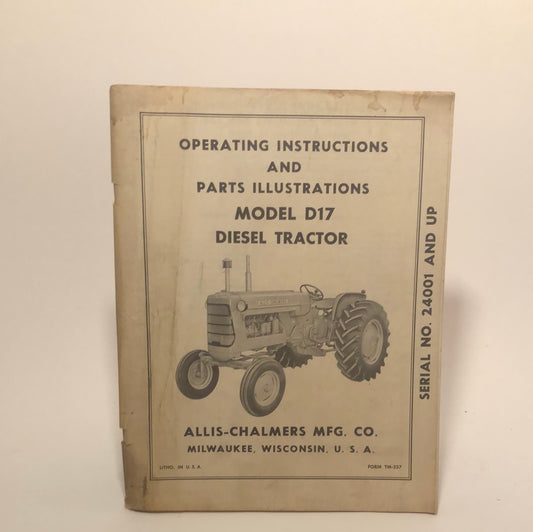 OPERATING INSTRUCTIONS
AND
PARTS ILLUSTRATIONS
MODEL D17
DIESEL TRACTOR
SERIAL NO. 24001 AND UP
ALLIS-CHALMERS MFG. CO.
MILWAUKEE, WISCONSIN, U. S. A.
LITHO. IN U. S. A.
FORM TM-257